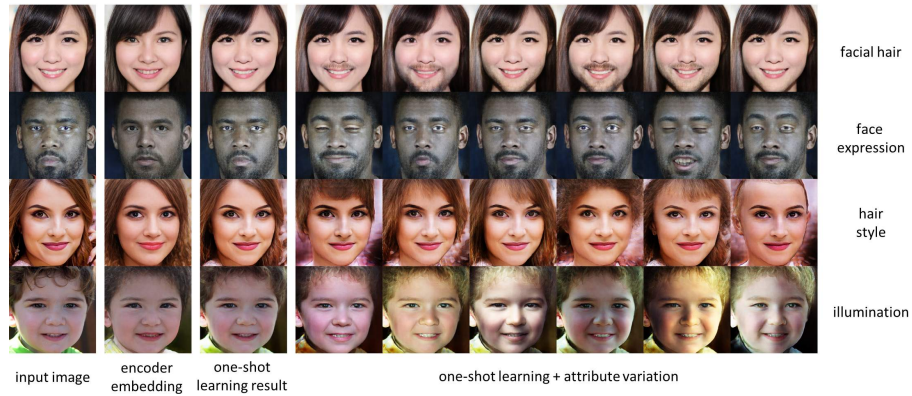 facial hair
face
expression
hair
style
illumination
input image
encoder
embedding
one-shot
learning result
one-shot learning + attribute variation